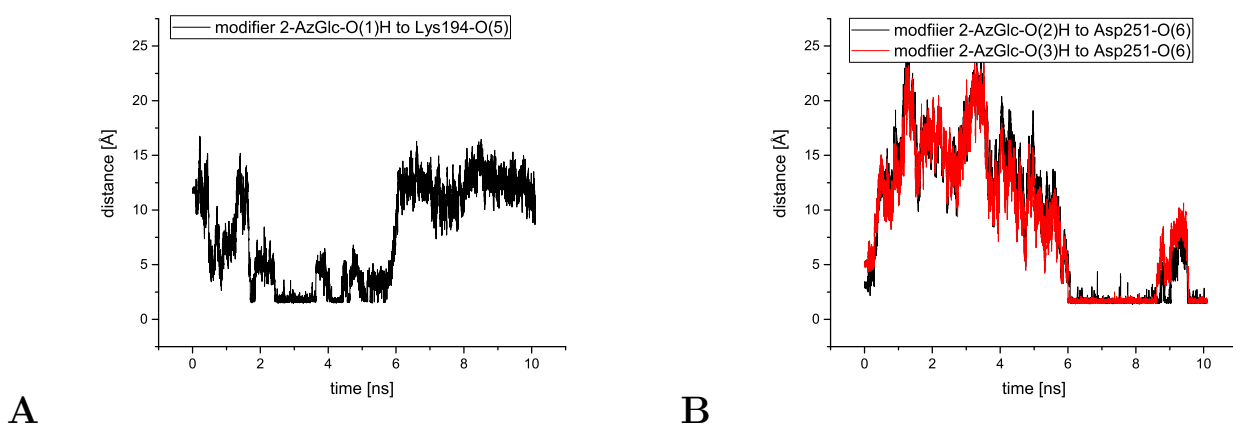 modifier 2-AzGlc-O(1)H to Lys194-O(5)
25
20
15
10
5
0
distance [Å]
0 2 4 6 8 10
time [ns]
A
modfiier 2-AzGlc-O(2)H to Asp251-O(6)
modfiier 2-AzGlc-O(3)H to Asp251-O(6)
25
20
15
10
5
0
distance [Å]
0 2 4 6 8 10
time [ns]
B